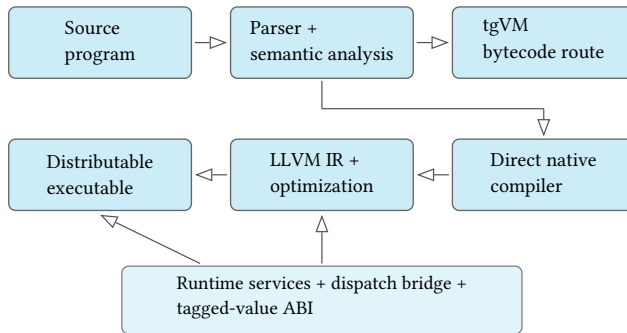 Source
program
Parser +
semantic analysis
tgVM
bytecode route
Distributable
executable
LLVM IR +
optimization
Direct native
compiler
Runtime services + dispatch bridge +
tagged-value ABI